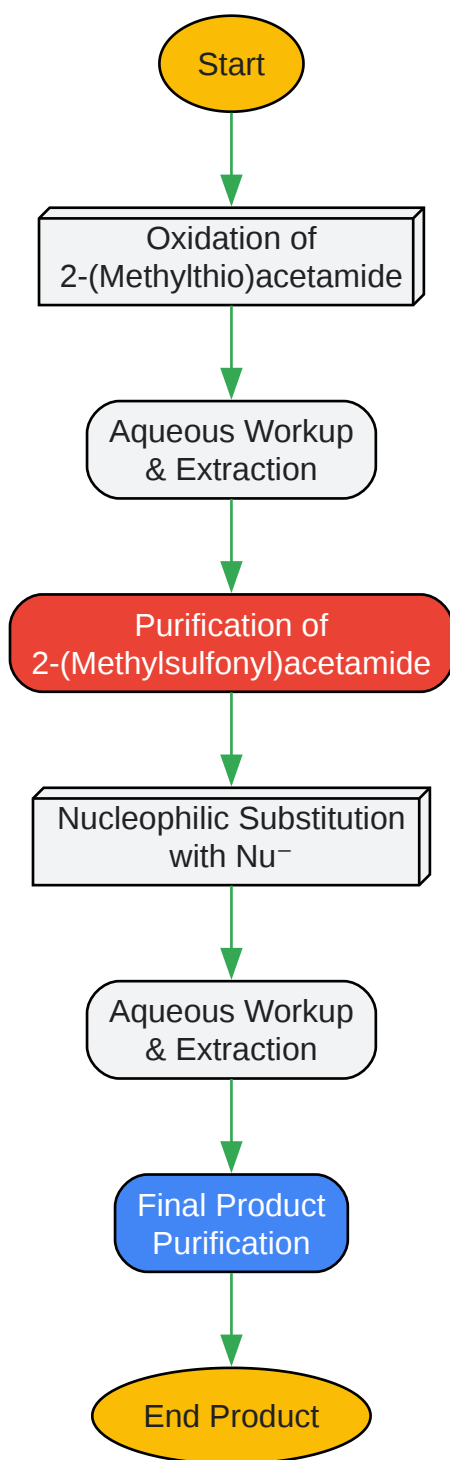 Start
Oxidation of
2-(Methylthio)acetamide
Aqueous Workup
& Extraction
Purification of
2-(Methylsulfonyl)acetamide
Nucleophilic Substitution
with Nu⁻
Aqueous Workup
& Extraction
Final Product
Purification
End Product